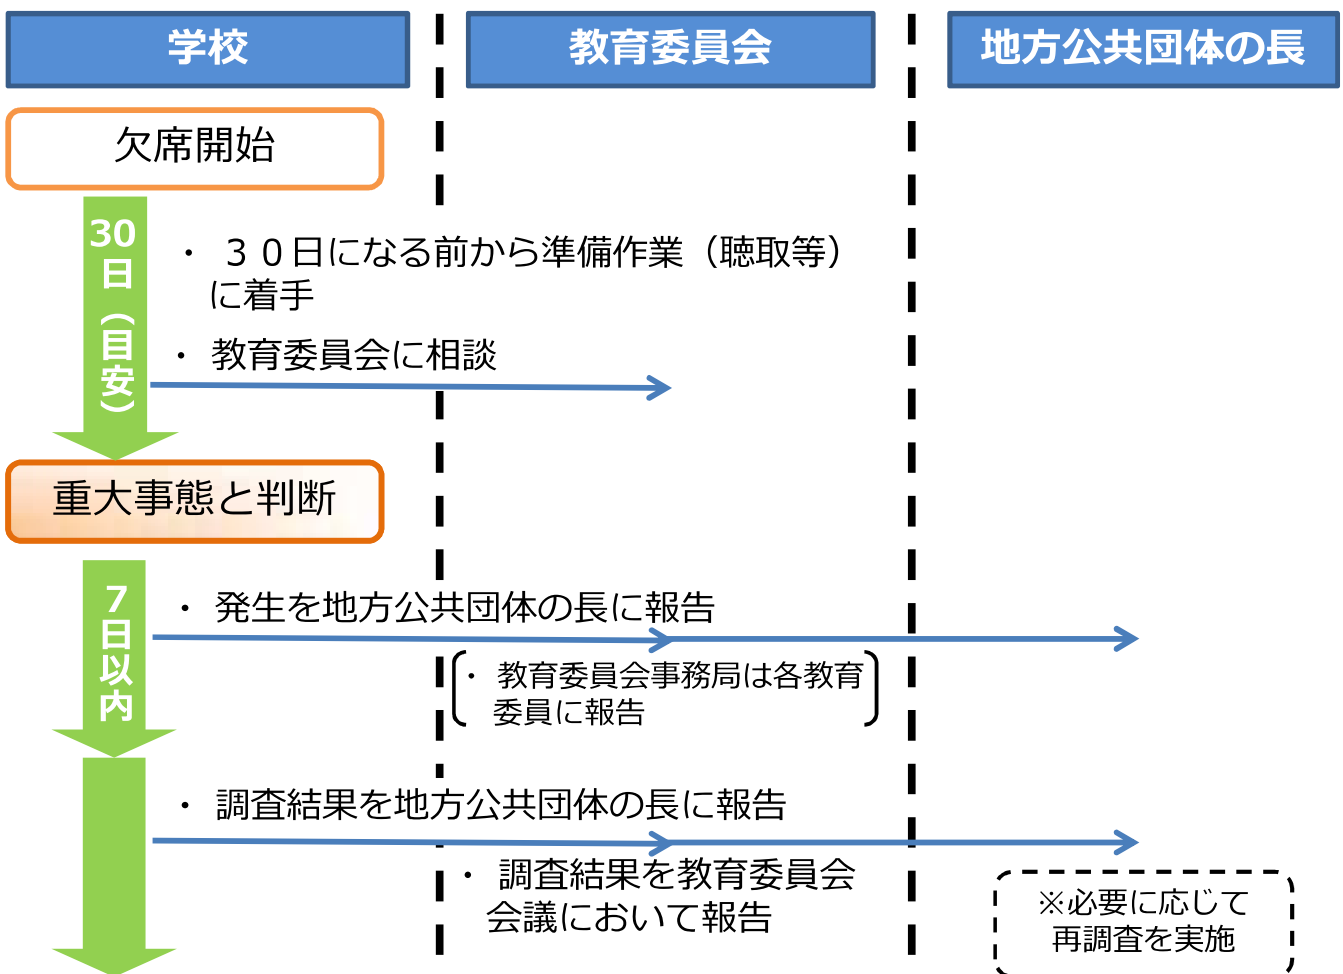 学校
教育委員会
地方公共団体の長
欠席開始
30日（目安）
・ ３０日になる前から準備作業（聴取等）
に着手
・ 教育委員会に相談
重大事態と判断
7日以内
・ 発生を地方公共団体の長に報告
・ 教育委員会事務局は各教育
委員に報告
・ 調査結果を地方公共団体の長に報告
・ 調査結果を教育委員会
会議において報告
※必要に応じて
再調査を実施